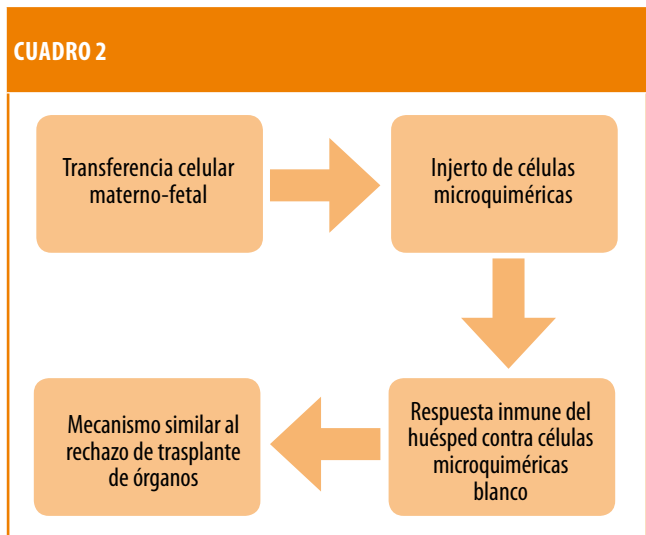 CUADRO 2
Transferencia celular
materno-fetal
Injerto de células
microquiméricas
Respuesta inmune del
huésped contra células
microquiméricas
blanco
Mecanismo similar al
rechazo de trasplante
de órganos